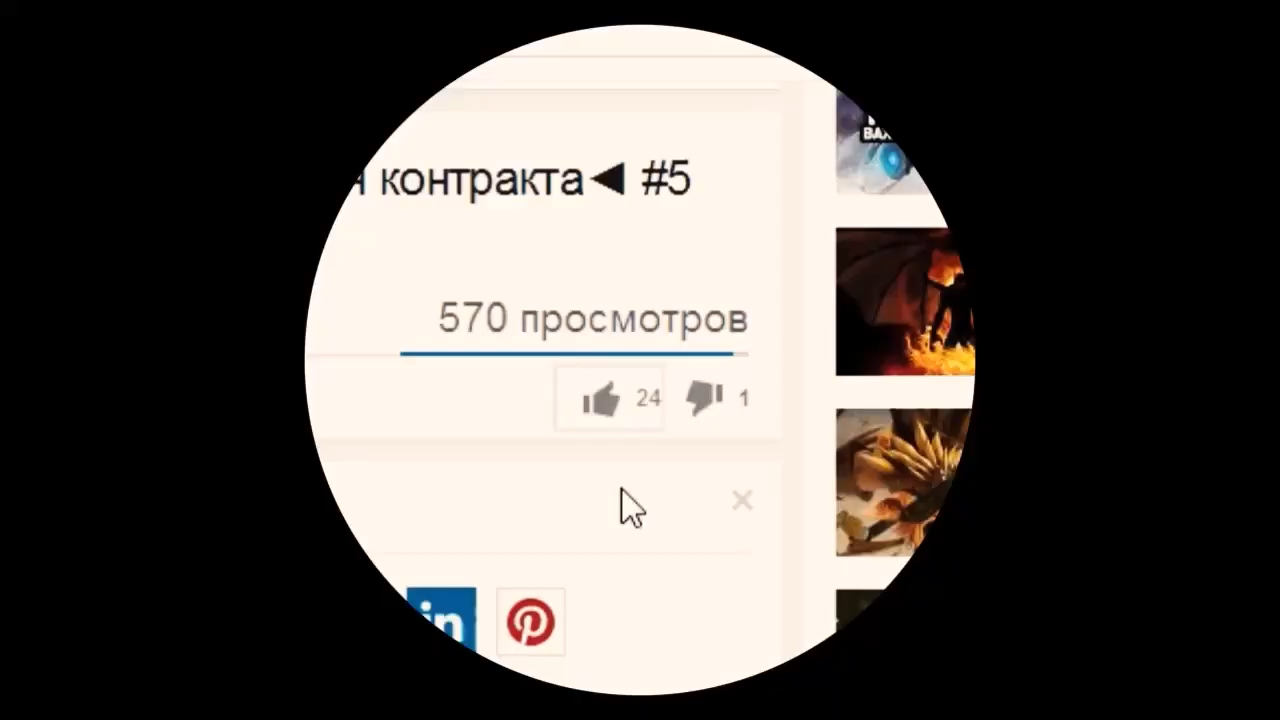 контракта◄ #5
570 просмотров
24 1
in